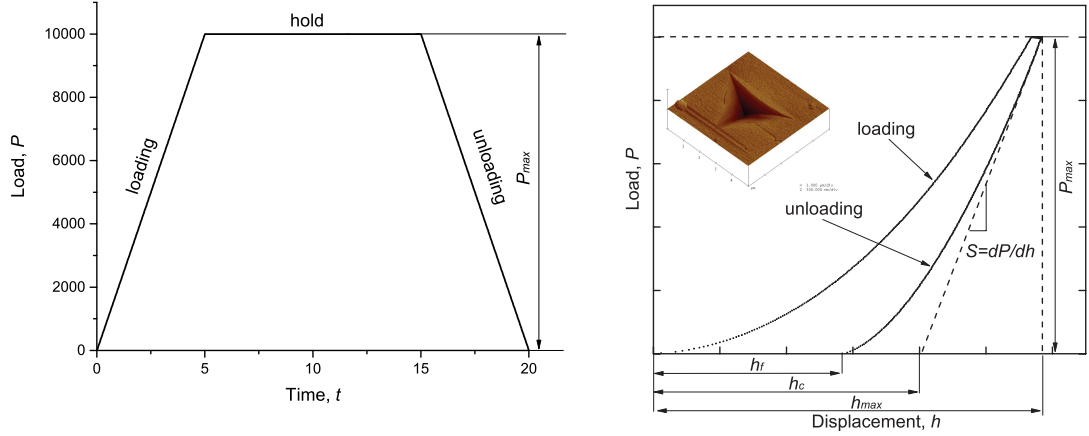 hold
10000
8000
6000
4000
2000
0
Load, P
loading
unloading
Pmax
0
5
10
15
20
Time, t
Load, P
loading
unloading
Pmax
S=dP/dh
hf
hc
hmax
Displacement, h